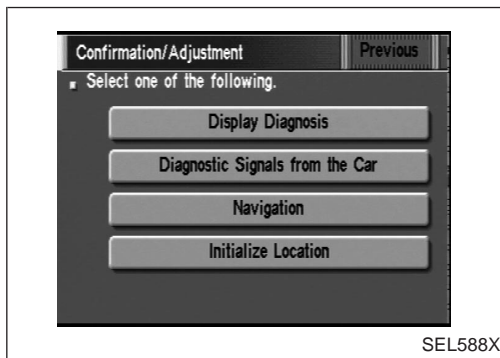 Confirmation/Adjustment Previous
Select one of the following.
Display Diagnosis
Diagnostic Signals from the Car
Navigation
Initialize Location
SEL588X